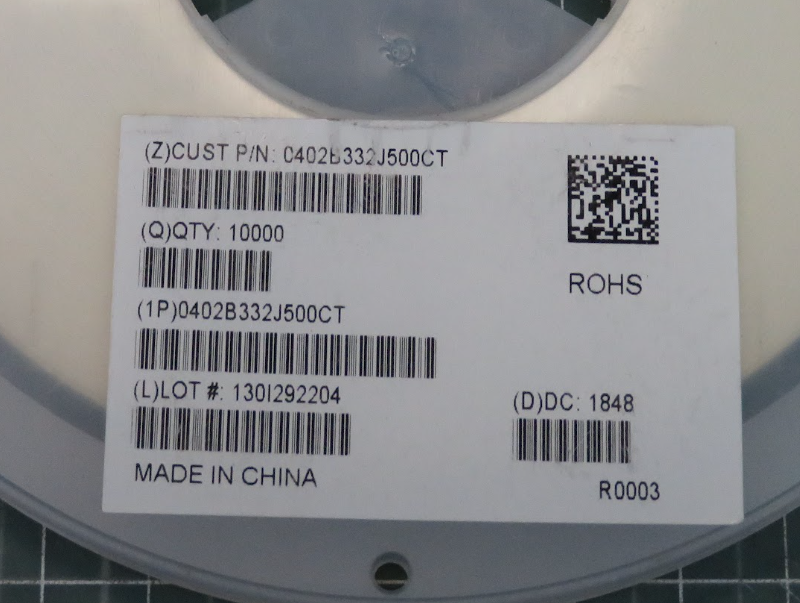 (Z)CUST P/N: 0402B332J500CT
(Q)QTY: 10000
ROHS
(1P)0402B332J500CT
(L)LOT #: 130I292204
(D)DC: 1848
MADE IN CHINA
R0003